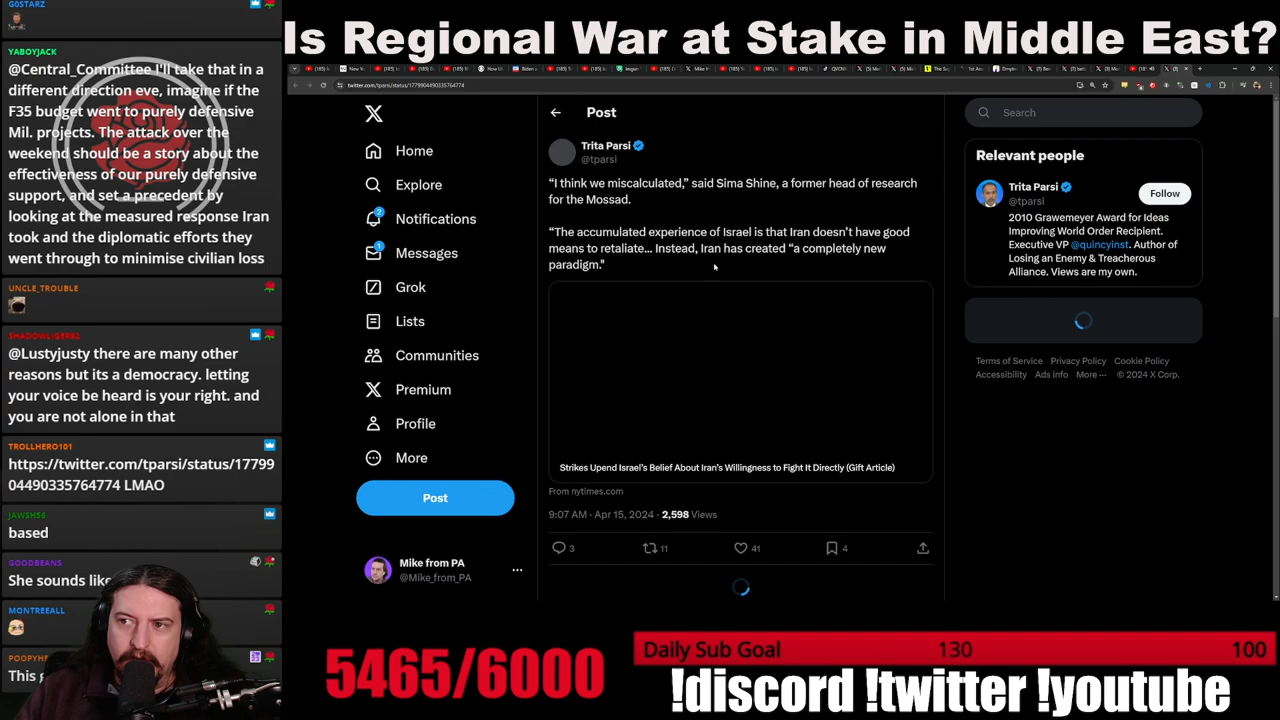 G0STARZ
YABOYJACK
@Central_Committee I'll take that in a
different direction eve, imagine if the
F35 budget went to purely defensive
Mil. projects. The attack over the
weekend should be a story about the
effectiveness of our purely defensive
support, and set a precedent by
looking at the measured response Iran
took and the diplomatic efforts they
went through to minimise civilian loss
UNCLE_TROUBLE
@Lustyjusty there are many other
reasons but its a democracy. letting
your voice be heard is your right. and
you are not alone in that
TROLLHERO101
https://twitter.com/tparsi/status/17799
04490335764774 LMAO
based
GOODBEANS
She sounds
MONTREEALL
This
Is Regional War at Stake in Middle East?
twitter.com/tparsi/status/1779904490335764774
Home
Explore
2
Notifications
1
Messages
Grok
Lists
Communities
Premium
Profile
More
Post
Mike from PA
@Mike_from_PA
Post
Trita Parsi
@tparsi
“I think we miscalculated,” said Sima Shine, a former head of research
for the Mossad.
“The accumulated experience of Israel is that Iran doesn’t have good
means to retaliate... Instead, Iran has created “a completely new
paradigm."
Strikes Upend Israel’s Belief About Iran’s Willingness to Fight It Directly (Gift Article)
From nytimes.com
9:07 AM · Apr 15, 2024 · 2,598 Views
3
11
41
4
Search
Relevant people
Trita Parsi
@tparsi
Follow
2010 Grawemeyer Award for Ideas
Improving World Order Recipient.
Executive VP @quincyinst. Author of
Losing an Enemy & Treacherous
Alliance. Views are my own.
Terms of Service Privacy Policy Cookie Policy
Accessibility Ads info More ··· © 2024 X Corp.
5465/6000
Daily Sub Goal 130 100
!discord !twitter !youtube